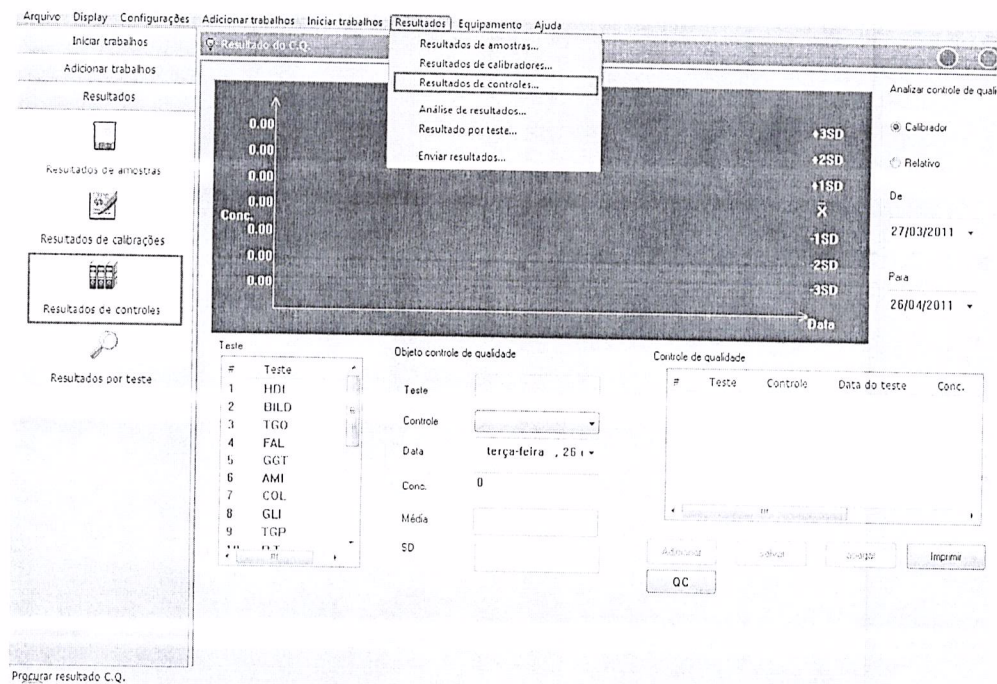 Arquivo Display Configurações Adicionar trabalhos Iniciar trabalhos Resultados Equipamento Ajuda
Iniciar trabalhos
Adicionar trabalhos
Resultados
Resultados de amostras
Resultados de calibrações
Resultados de controles
Resultados por teste
Resultado do C.Q.
Resultados de amostras...
Resultados de calibradores...
Resultados de controles...
Análise de resultados...
Resultado por teste...
Enviar resultados...
0.00
0.00
0.00
0.00
Conc.
0.00
0.00
0.00
+3SD
+2SD
+1SD
X̄
-1SD
-2SD
-3SD
Data
Analizar controle de quali
Calibrador
Relativo
De
27/03/2011
Para
26/04/2011
Teste
# Teste
1 HDI
2 BILD
3 TGO
4 FAL
5 GGT
6 AMI
7 COL
8 GLI
9 TGP
Objeto controle de qualidade
Teste
Controle
Data terça-feira , 26
Conc. 0
Média
SD
Controle de qualidade
# Teste Controle Data do teste Conc.
Adicionar Salvar Imprimir
QC
Procurar resultado C.Q.